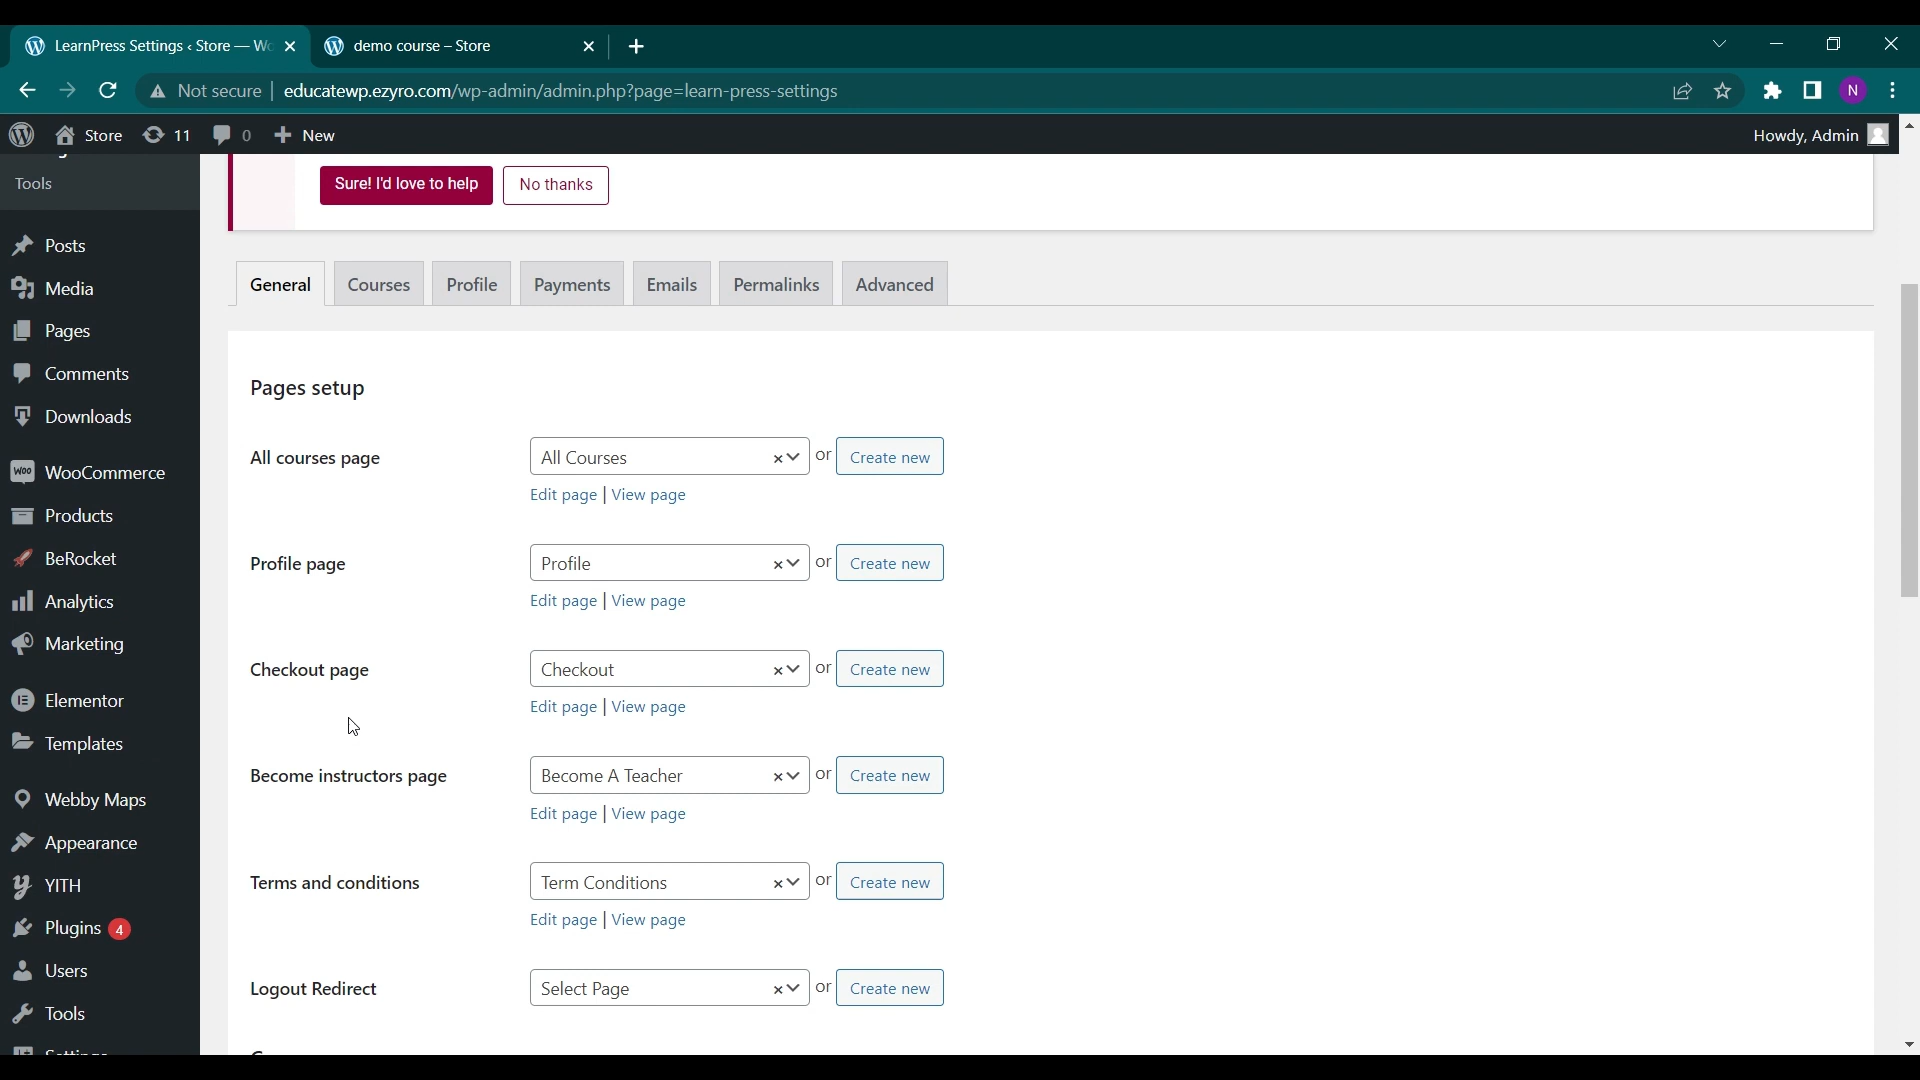 LearnPress Settings ‹ Store — Wo
demo course – Store
Not secure
educatewp.ezyro.com/wp-admin/admin.php?page=learn-press-settings
N
Store
11
0
New
Howdy, Admin
Tools
Posts
Media
Pages
Comments
Downloads
Woo WooCommerce
Products
BeRocket
Analytics
Marketing
Elementor
Templates
Webby Maps
Appearance
YITH
Plugins 4
Users
Tools
Sure! I'd love to help
No thanks
General
Courses
Profile
Payments
Emails
Permalinks
Advanced
Pages setup
All courses page
All Courses
or
Create new
Edit page | View page
Profile page
Profile
or
Create new
Edit page | View page
Checkout page
Checkout
or
Create new
Edit page | View page
Become instructors page
Become A Teacher
or
Create new
Edit page | View page
Terms and conditions
Term Conditions
or
Create new
Edit page | View page
Logout Redirect
Select Page
or
Create new